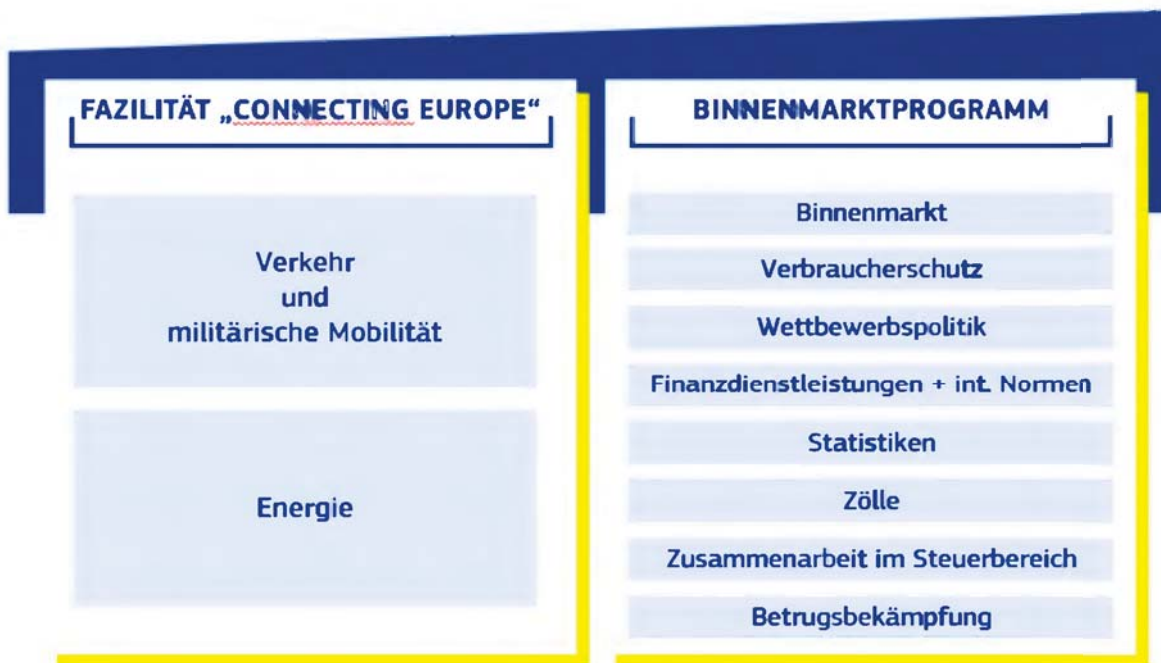 FAZILITÄT „CONNECTING EUROPE“
Verkehr
und
militärische Mobilität
Energie
BINNENMARKTPROGRAMM
Binnenmarkt
Verbraucherschutz
Wettbewerbspolitik
Finanzdienstleistungen + int. Normen
Statistiken
Zölle
Zusammenarbeit im Steuerbereich
Betrugsbekämpfung